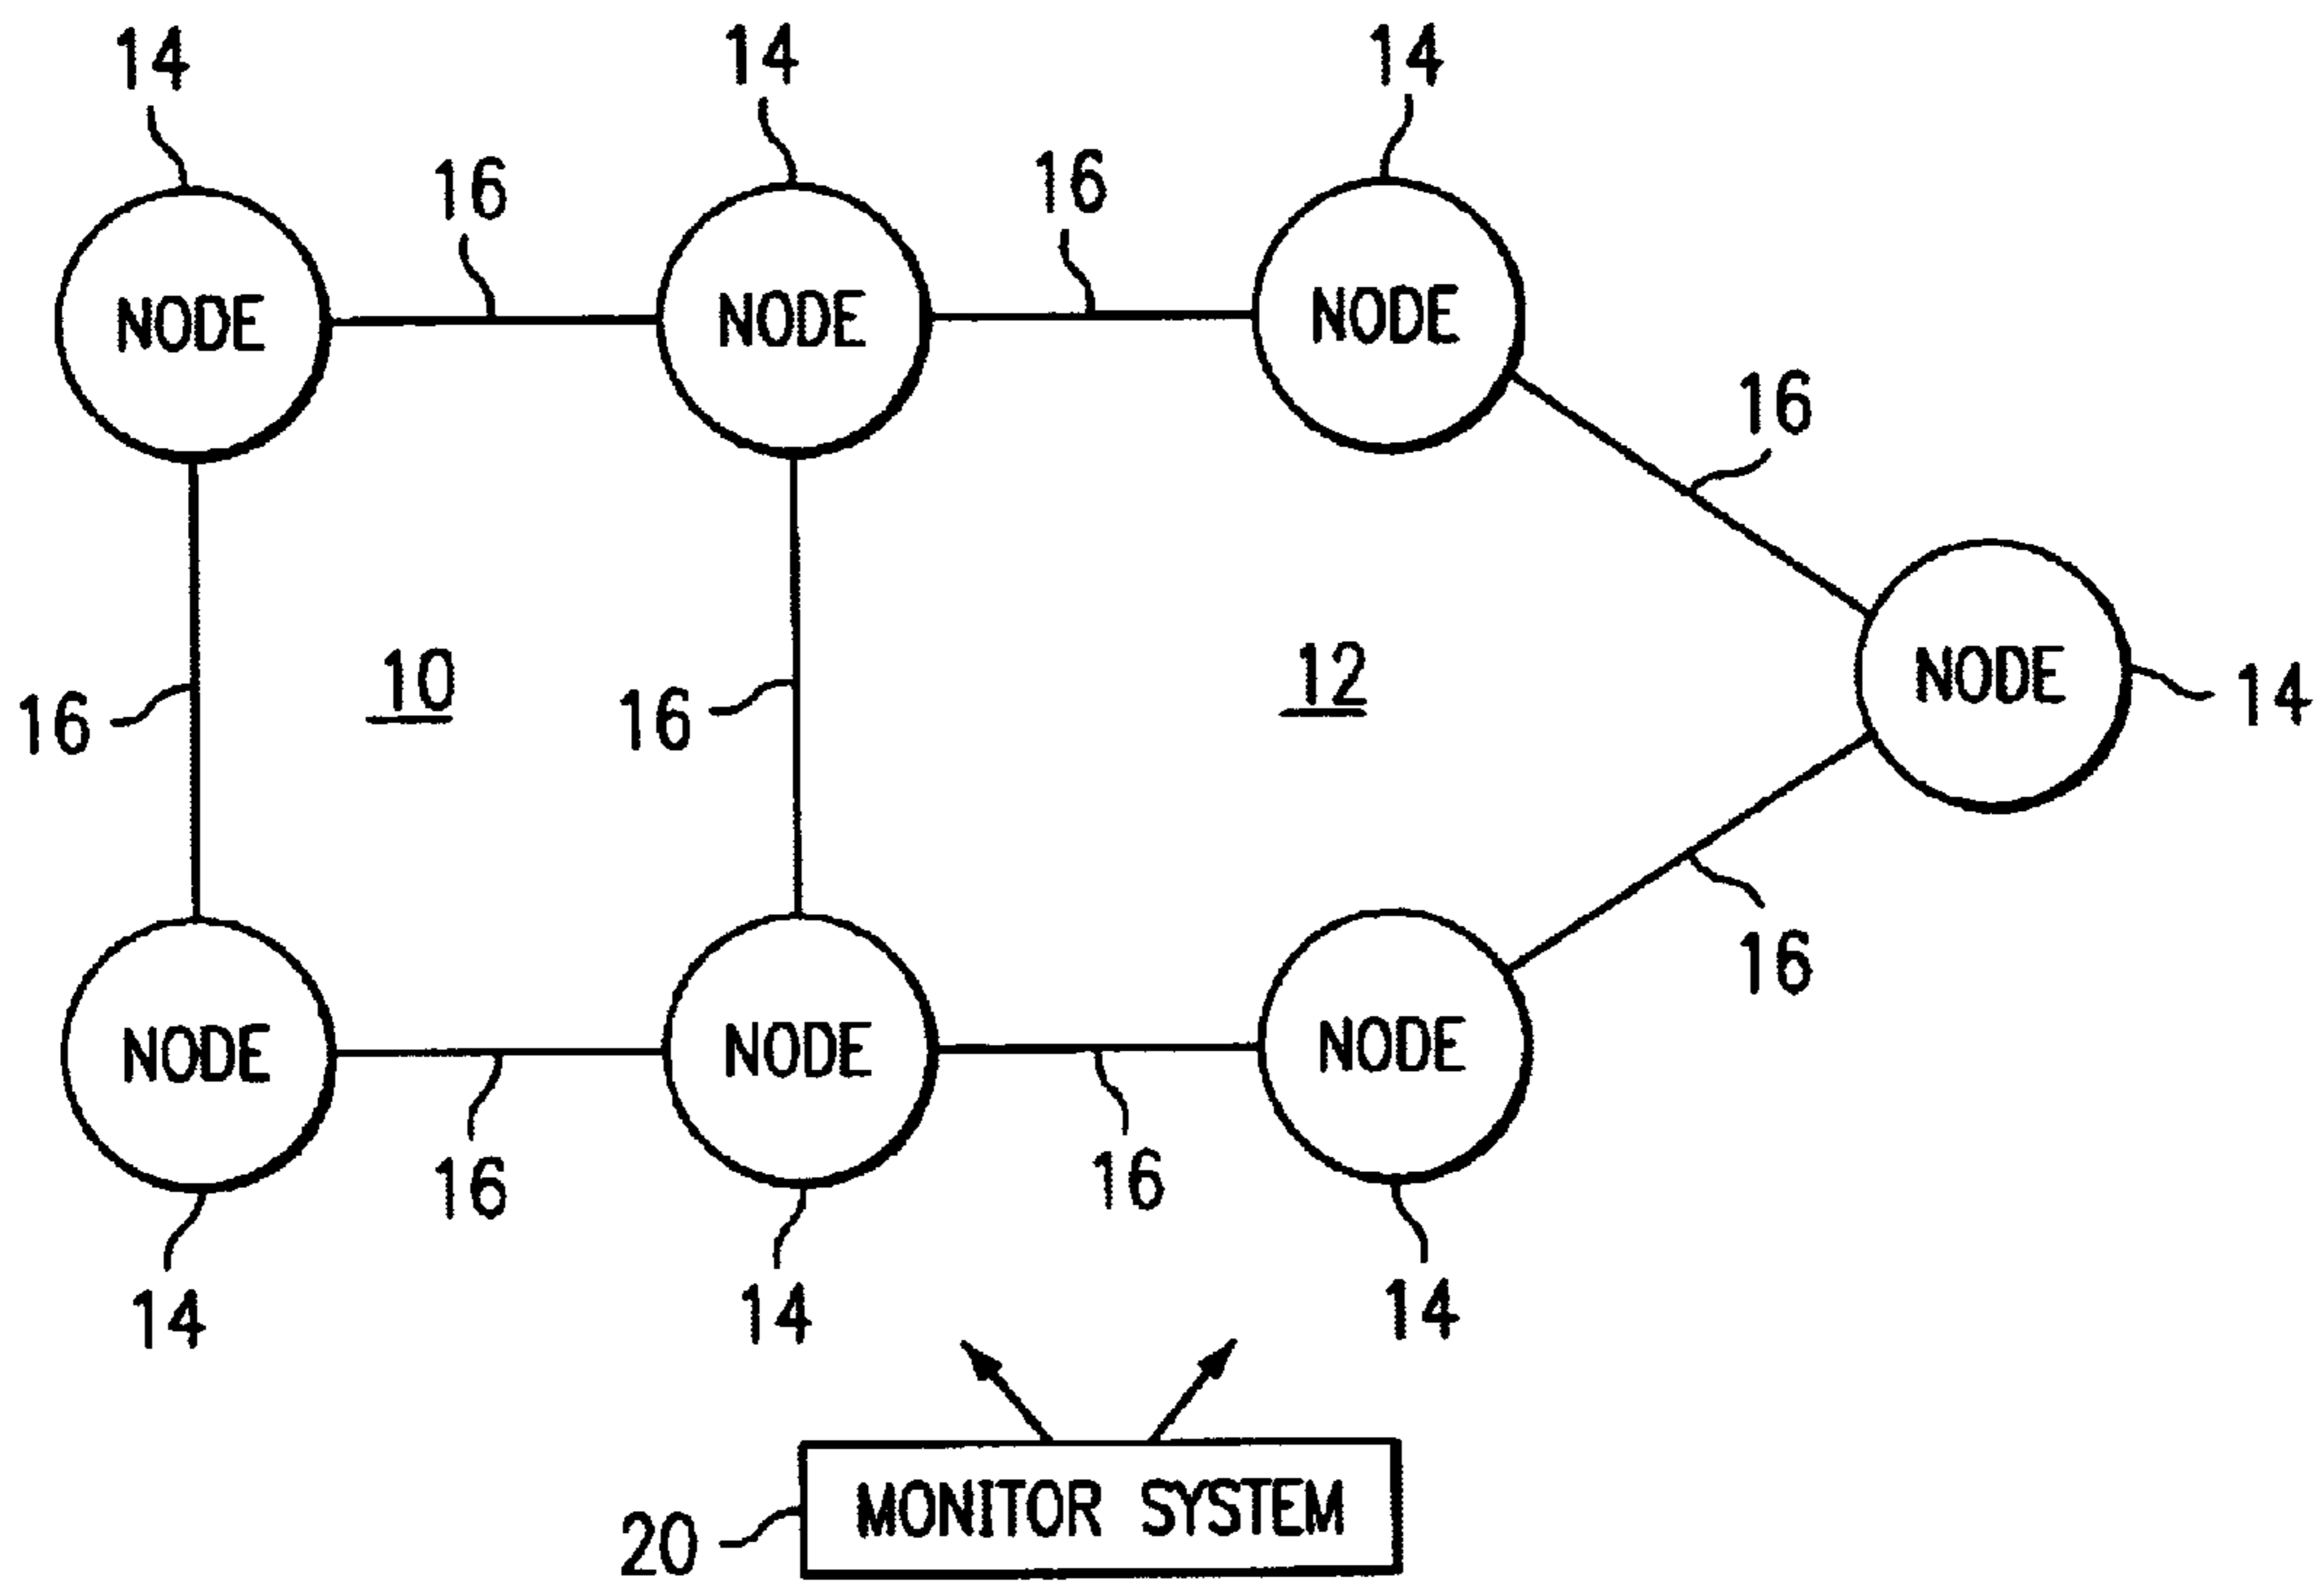 14 14 14
16 16
NODE NODE NODE
16
10 12
16 16 NODE 14
16
NODE NODE NODE
16 16
14 14 14
MONITOR SYSTEM
20